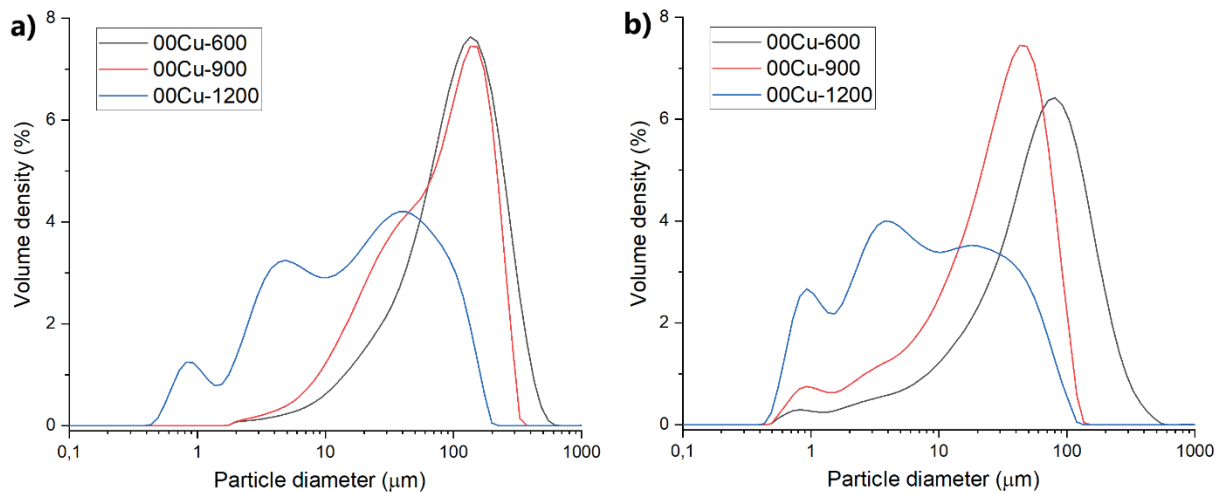 a)
8
6
4
2
0
Volume density (%)
00Cu-600
00Cu-900
00Cu-1200
0,1 1 10 100 1000
Particle diameter (μm)
b)
8
6
4
2
0
Volume density (%)
00Cu-600
00Cu-900
00Cu-1200
0,1 1 10 100 1000
Particle diameter (μm)